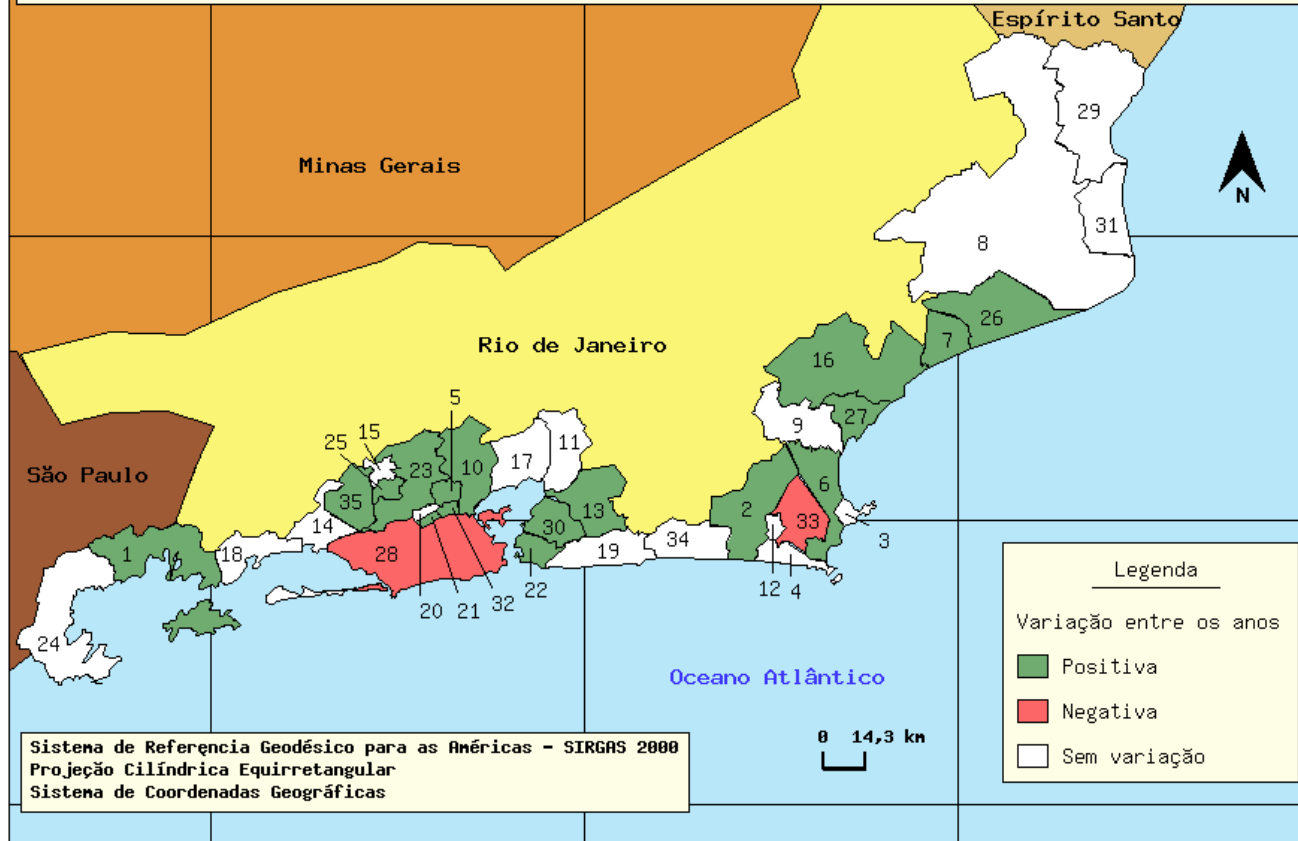 Espírito Santo
Minas Gerais
29
N
31
8
26
Rio de Janeiro
16
7
5
27
15
9
25
11
17
São Paulo
23
10
6
35
2
13
14
30
33
1
28
18
19
34
3
22
12
4
32
20
21
24
Oceano Atlântico
Legenda
Variação entre os anos
Positiva
Negativa
Sem variação
0 14,3 km
Sistema de Referęncia Geodésico para as Américas - SIRGAS 2000
Projeção Cilíndrica Equirretangular
Sistema de Coordenadas Geográficas